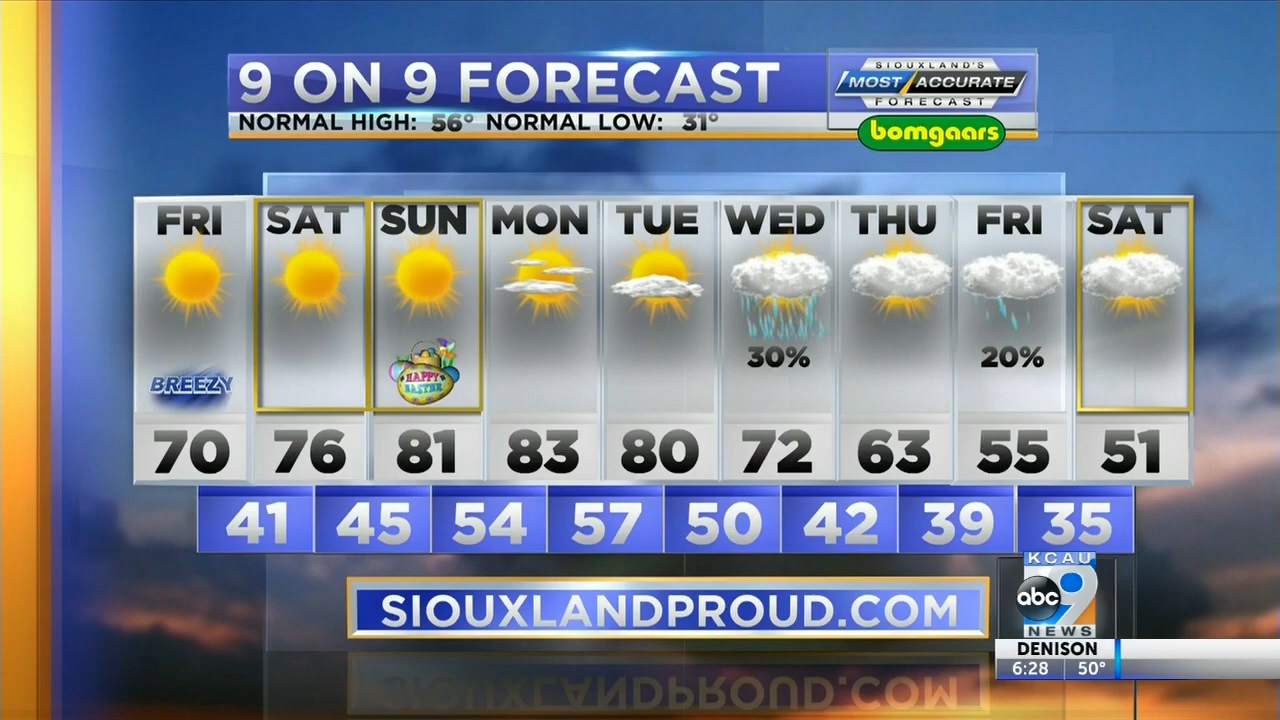 9 ON 9 FORECAST
NORMAL HIGH: 56° NORMAL LOW: 31°
SIOUXLAND'S
MOST ACCURATE
FORECAST
bomgaars
FRI SAT SUN MON TUE WED THU FRI SAT
30% 20%
BREEZY
HAPPY
EASTER
70 76 81 83 80 72 63 55 51
41 45 54 57 50 42 39 35
SIOUXLANDPROUD.COM
KCAU
abc 9
NEWS
DENISON
6:28 50°
SIOUXLANDPROUD.COM